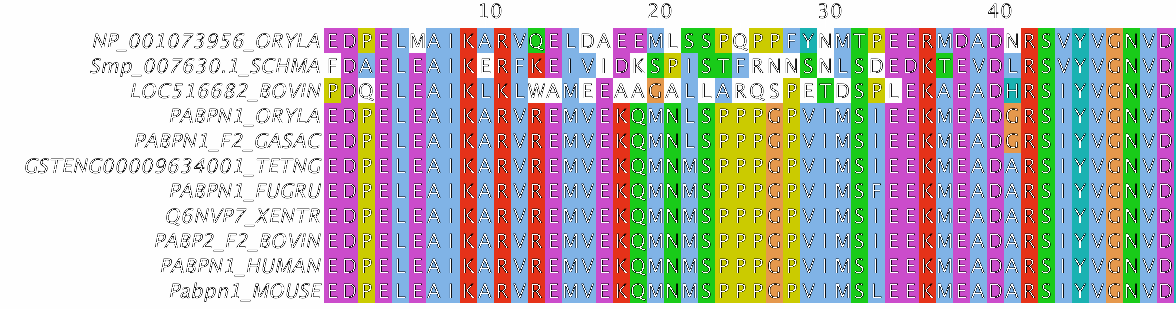 10 20 30 40
NP_001073956_ORYLA EDPELMAIKARVQELDAEEMLSSPQPPFYNMTPEERMDADNRSVYVGNVD
Smp_007630.1_SCHMA FDAELEAIKERFKEIVIDKSPISTFRNNSNLSDEDKTEVDLRSVYVGNVD
LOC516682_BOVIN PDQELEAIKLKLWAMEEAAGALLARQSPETDSPLEKAEADHRSIYVGNVD
PABPN1_ORYLA EDPELEAIKARVREMVEKQMNLSPPPGPVIMSIEEKMEADGRSIYVGNVD
PABPN1_F2_GASAC EDPELEAIKARVREMVEKQMNLSPPPGPVIMSIEEKMEADGRSIYVGNVD
GSTENG00009634001_TETNG EDPELEAIKARVREMVEKQMNMSPPPGPVIMSIEEKMEADARSIYVGNVD
PABPN1_FUGRU EDPELEAIKARVREMVEKQMNMSPPPGPVIMSFEEKMEADARSIYVGNVD
Q6NVP7_XENTR EDPELEAIKARVREMVEKQMNMSPPPGPVIMSIEEKMEADARSIYVGNVD
PABP2_F2_BOVIN EDPELEAIKARVREMVEKQMNMSPPPGPVIMSIEEKMEADARSIYVGNVD
PABPN1_HUMAN EDPELEAIKARVREMVEKQMNMSPPPGPVIMSIEEKMEADARSIYVGNVD
Pabpn1_MOUSE EDPELEAIKARVREMVEKQMNMSPPPGPVIMSLEEKMEADARSIYVGNVD